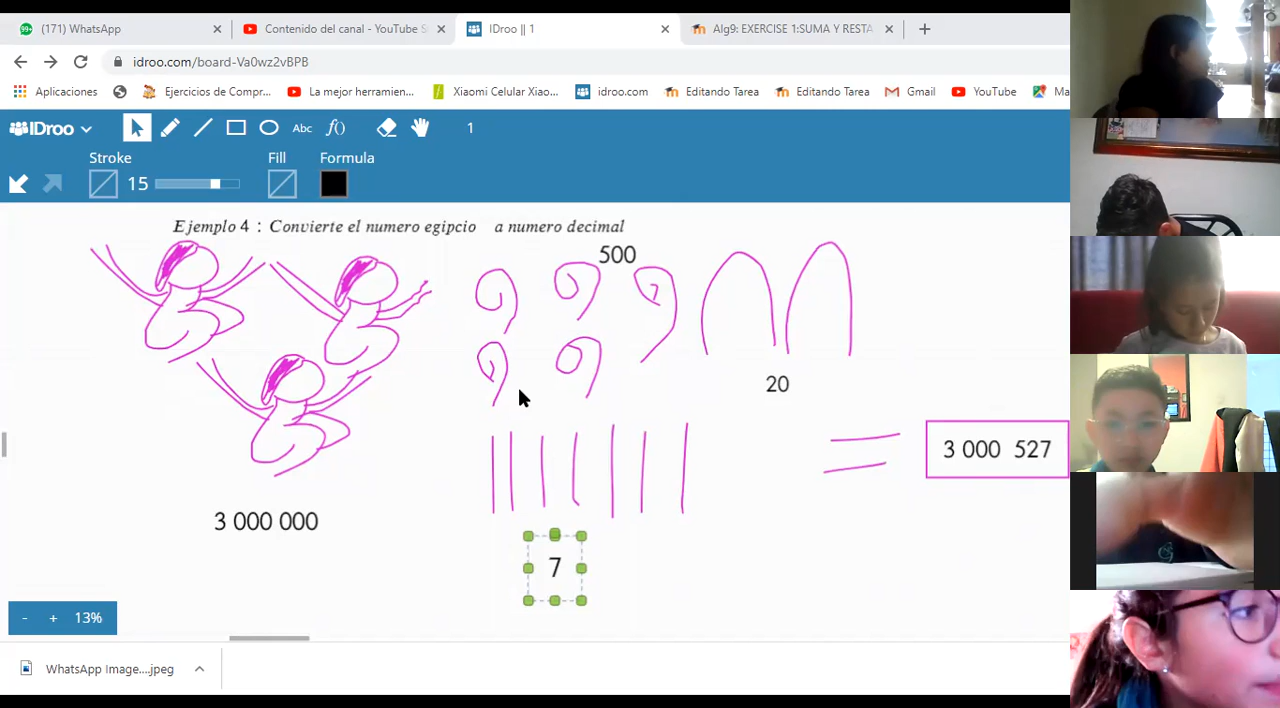 (171) WhatsApp
Contenido del canal - YouTube S
IDroo || 1
Alg9: EXERCISE 1:SUMA Y RESTA
idroo.com/board-Va0wz2vBPB
Aplicaciones
Ejercicios de Compr...
La mejor herramien...
Xiaomi Celular Xiao...
idroo.com
Editando Tarea
Editando Tarea
Gmail
YouTube
Ma
IDroo
Abc
f()
1
Stroke
15
Fill
Formula
Ejemplo 4 : Convierte el numero egipcio a numero decimal
500
20
3 000 527
3 000 000
7
- + 13%
WhatsApp Image....jpeg